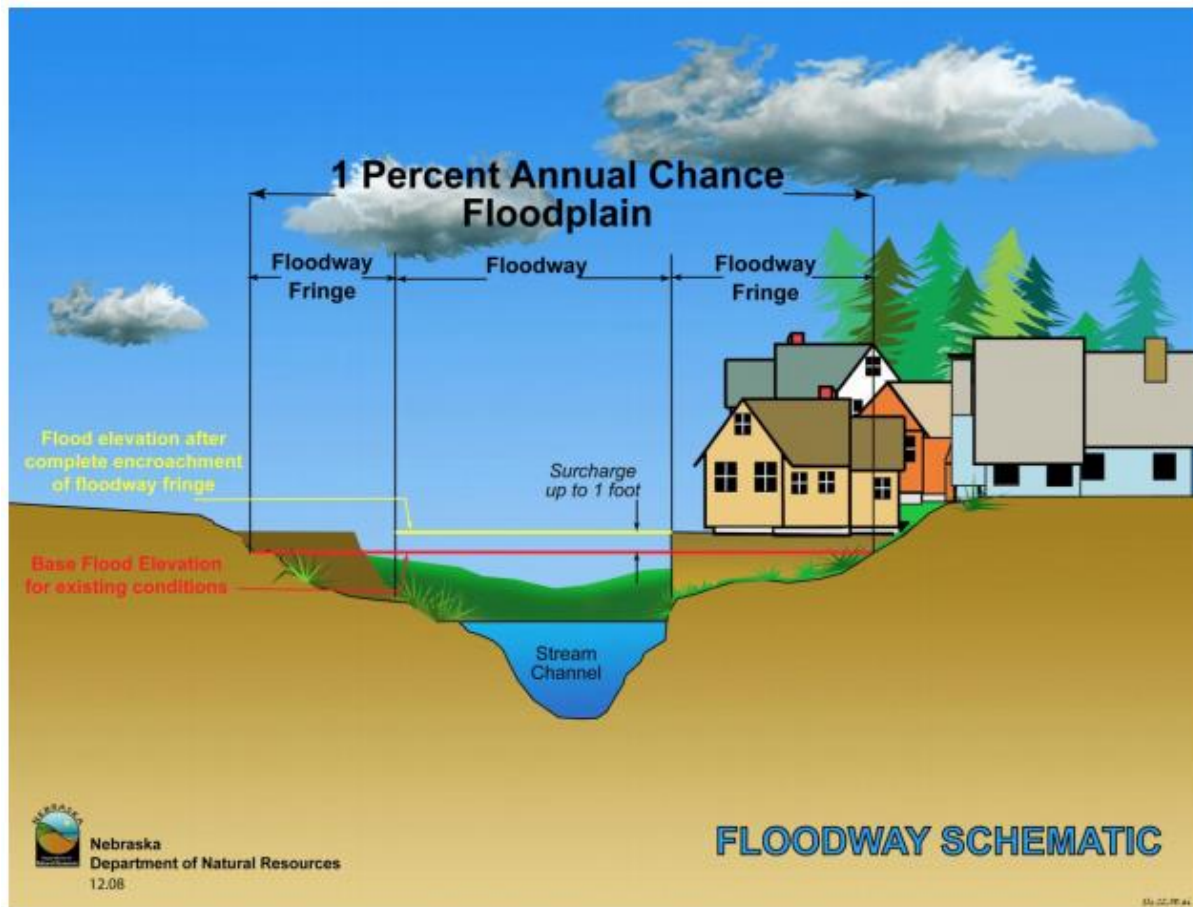 1 Percent Annual Chance
Floodplain
Floodway
Fringe
Floodway
Floodway
Fringe
Flood elevation after
complete encroachment
of floodway fringe
Surcharge
up to 1 foot
Base Flood Elevation
for existing conditions
Stream
Channel
NEBRASKA
Nebraska
Department of Natural Resources
12.08
FLOODWAY SCHEMATIC